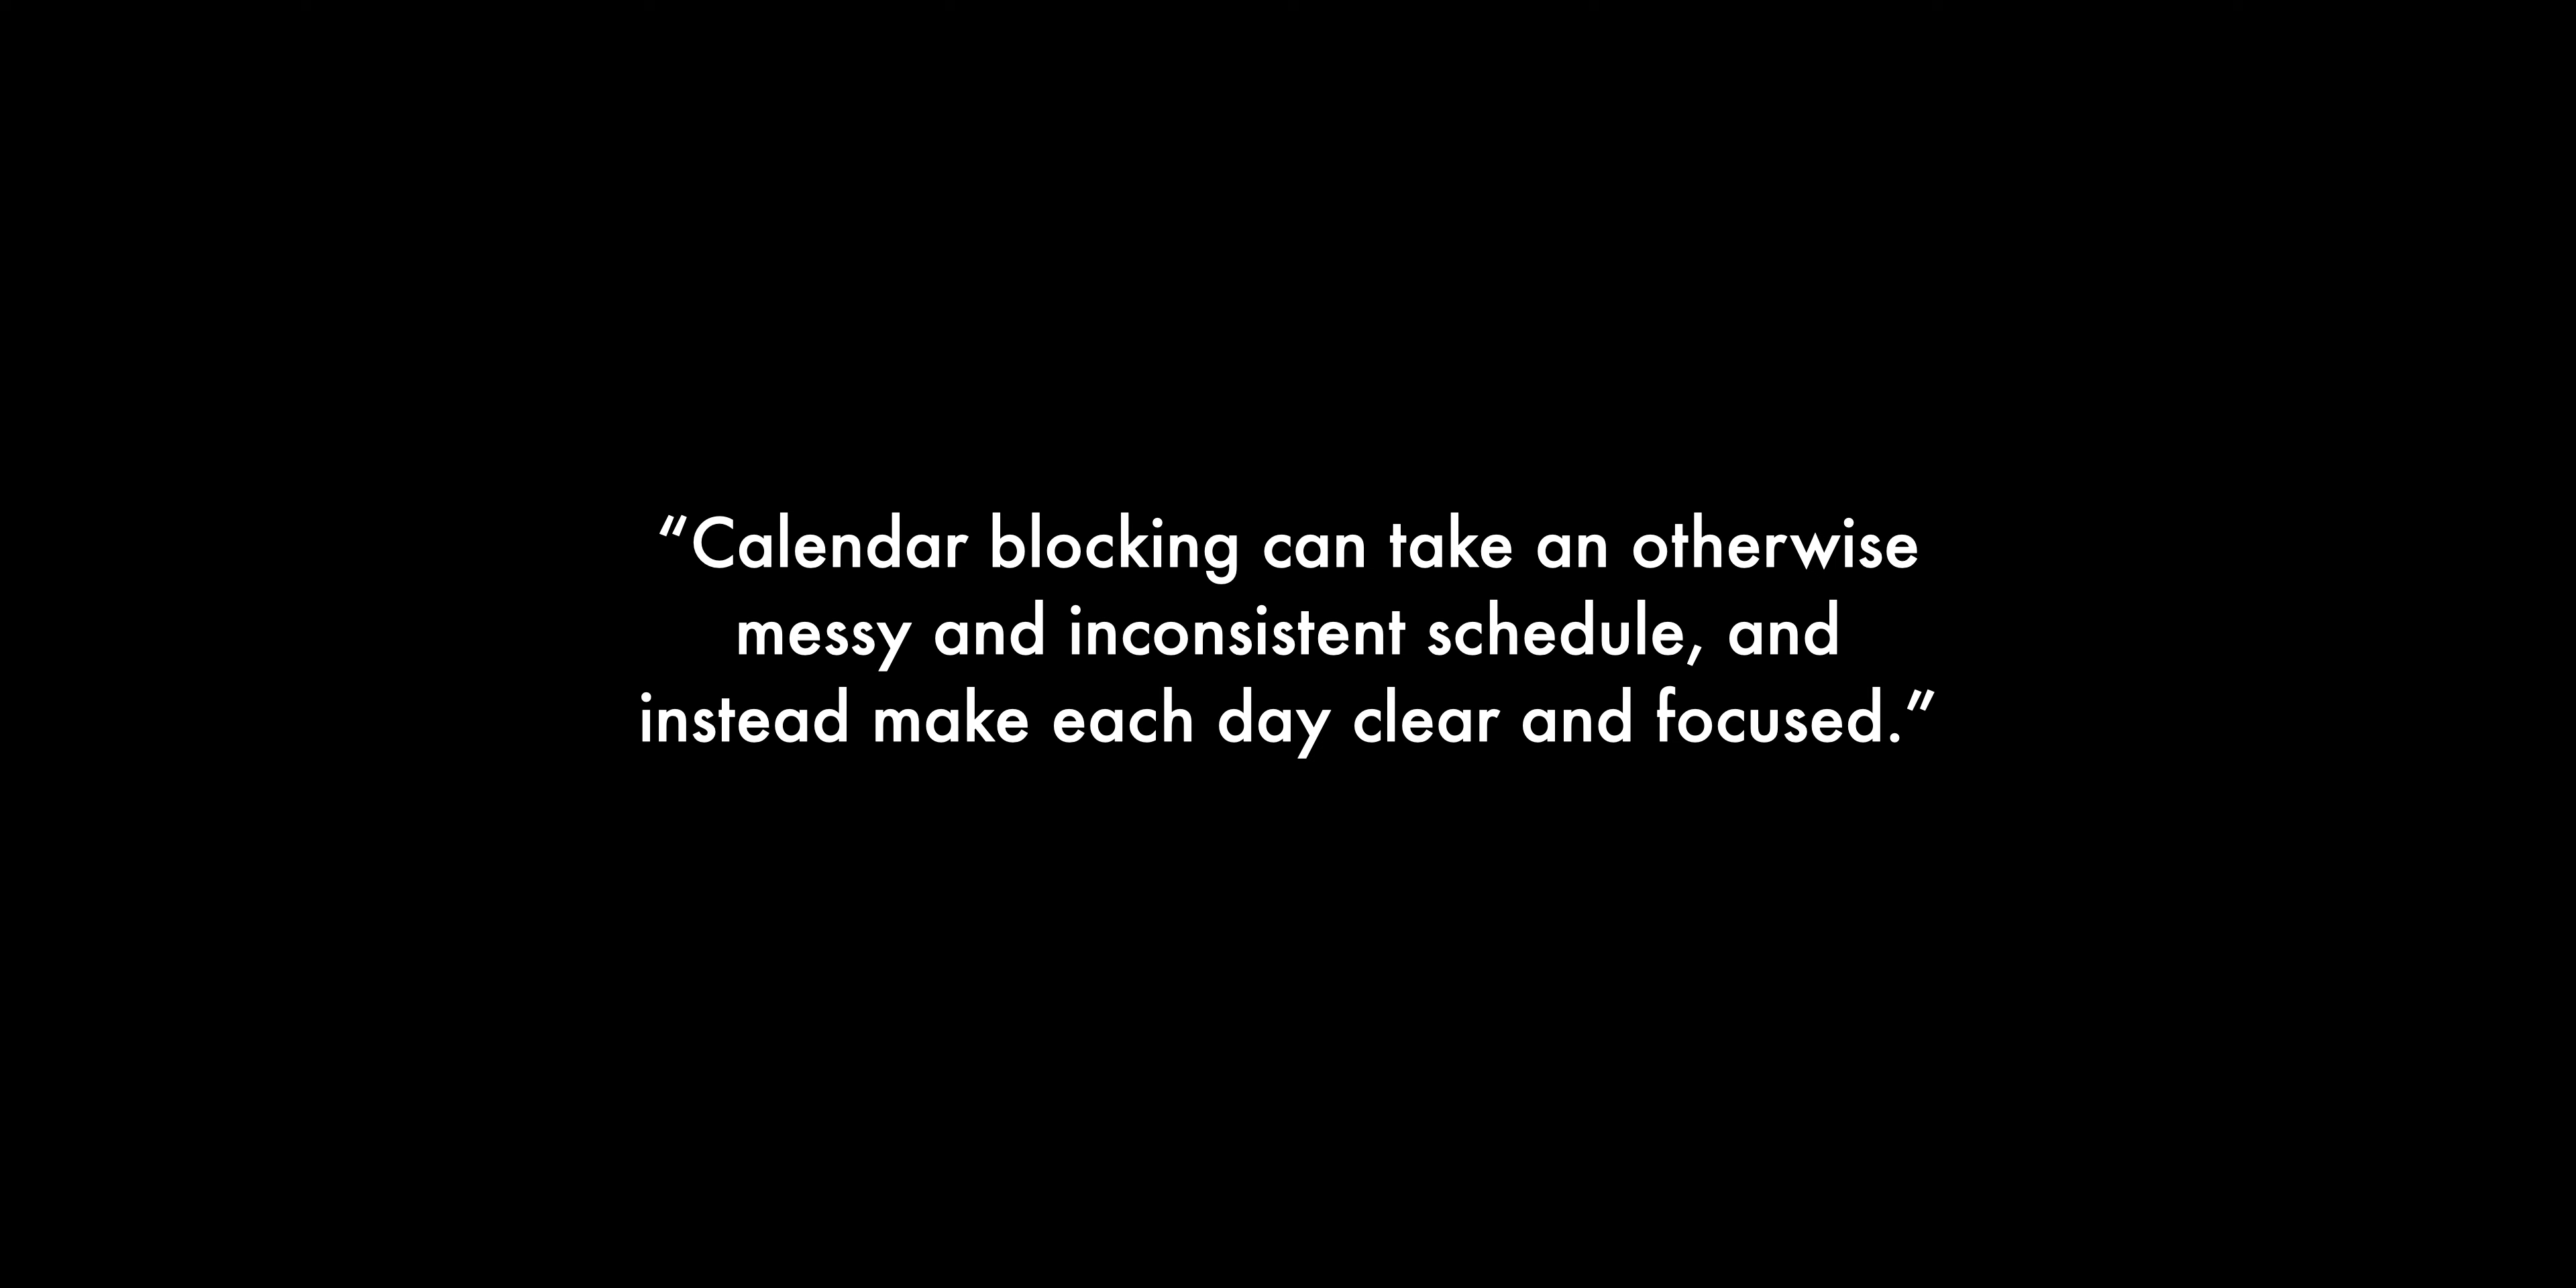 “Calendar blocking can take an otherwise
messy and inconsistent schedule, and
instead make each day clear and focused.”